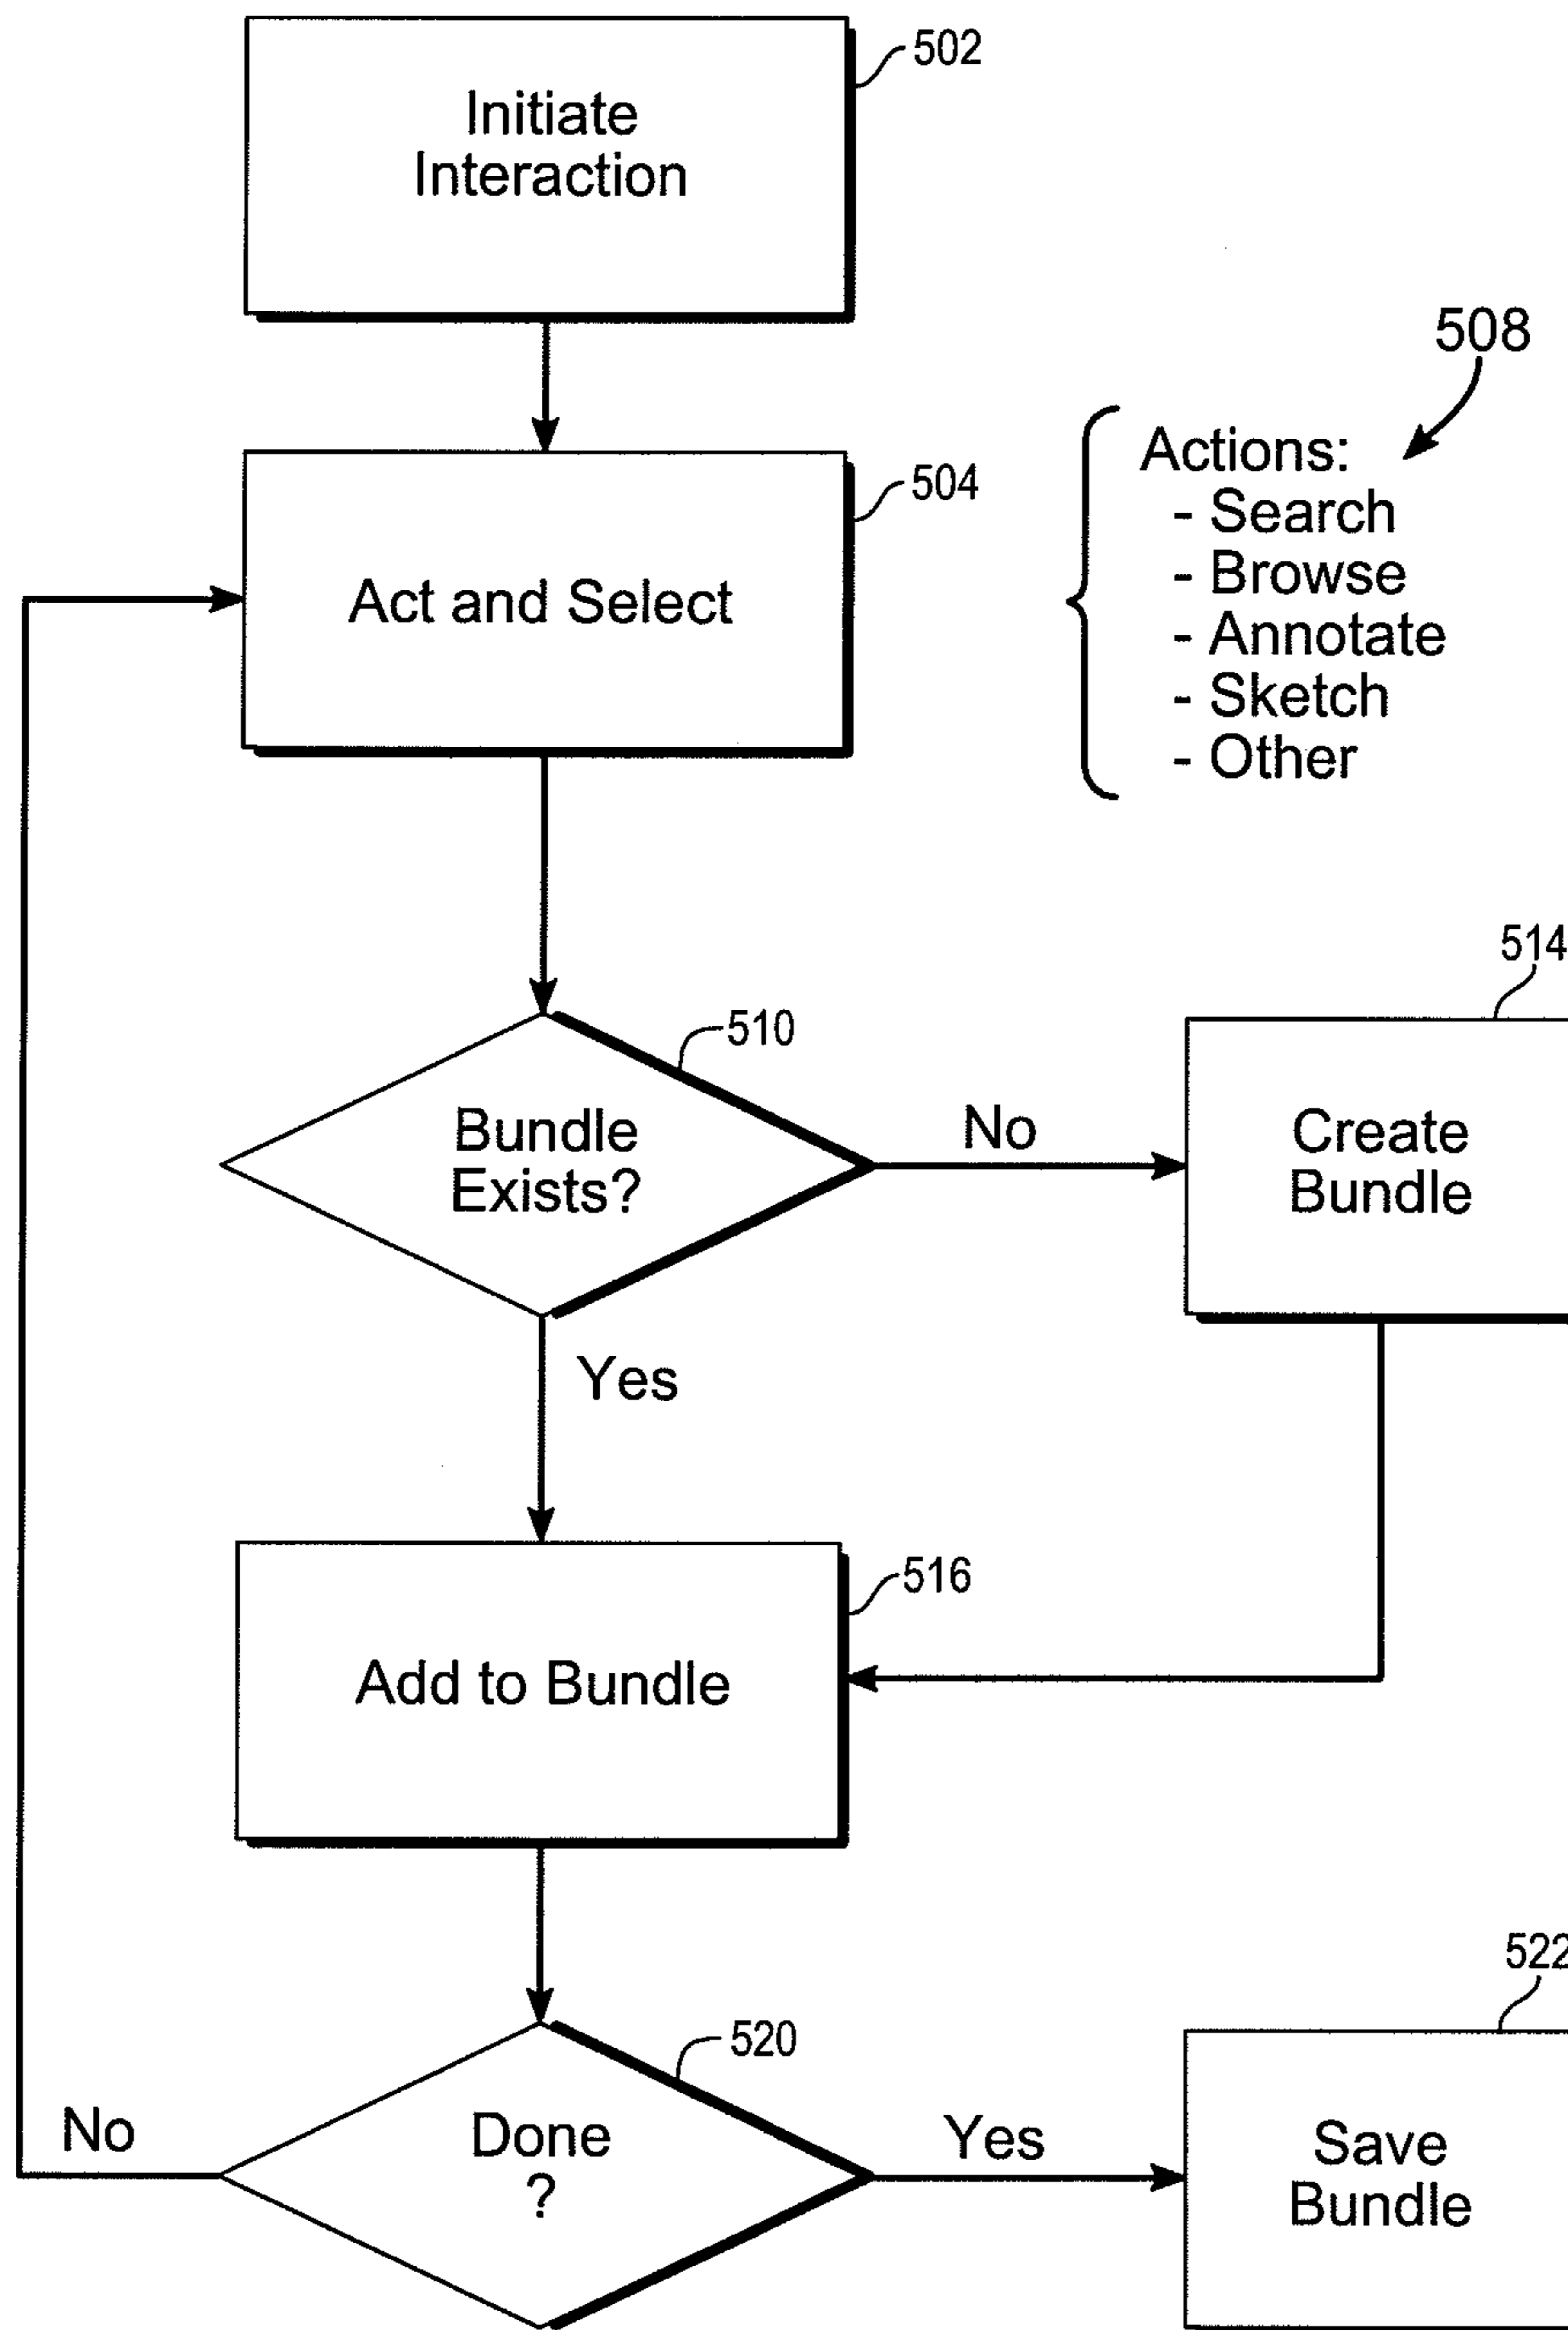 502
Initiate
Interaction
508
504
Act and Select
Actions:
- Search
- Browse
- Annotate
- Sketch
- Other
514
510
Bundle
Exists?
No
Create
Bundle
Yes
516
Add to Bundle
522
520
No
Done
?
Yes
Save
Bundle